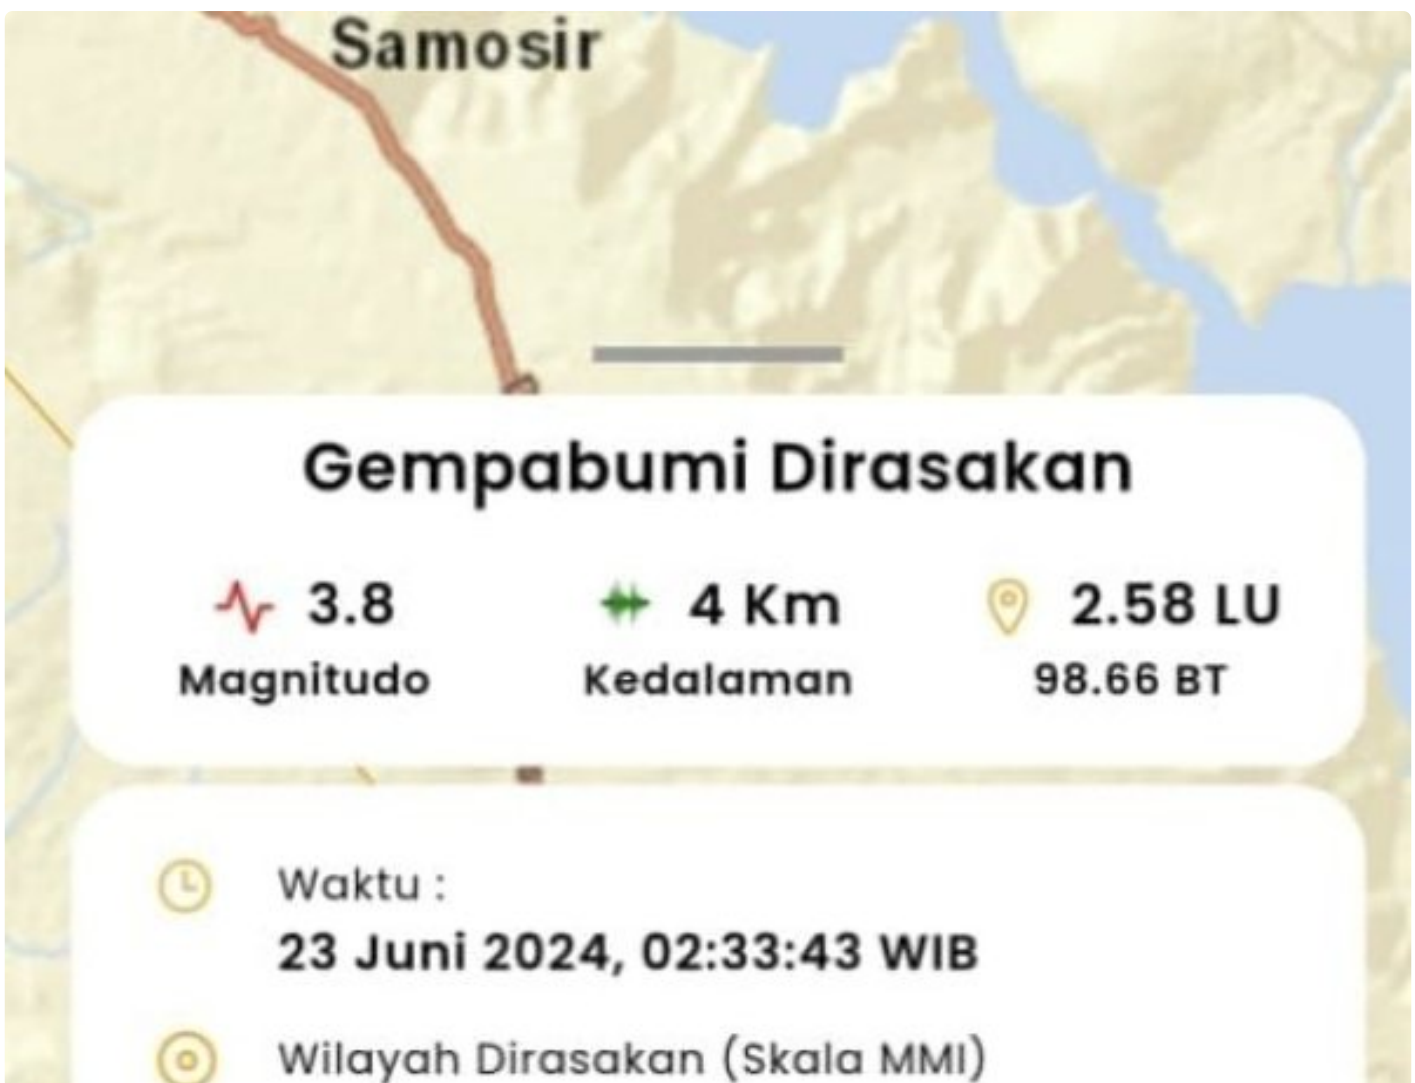 Samosir
Gempabumi Dirasakan
3.8
Magnitudo
4 Km
Kedalaman
2.58 LU
98.66 BT
Waktu :
23 Juni 2024, 02:33:43 WIB
Wilayah Dirasakan (Skala MMI)